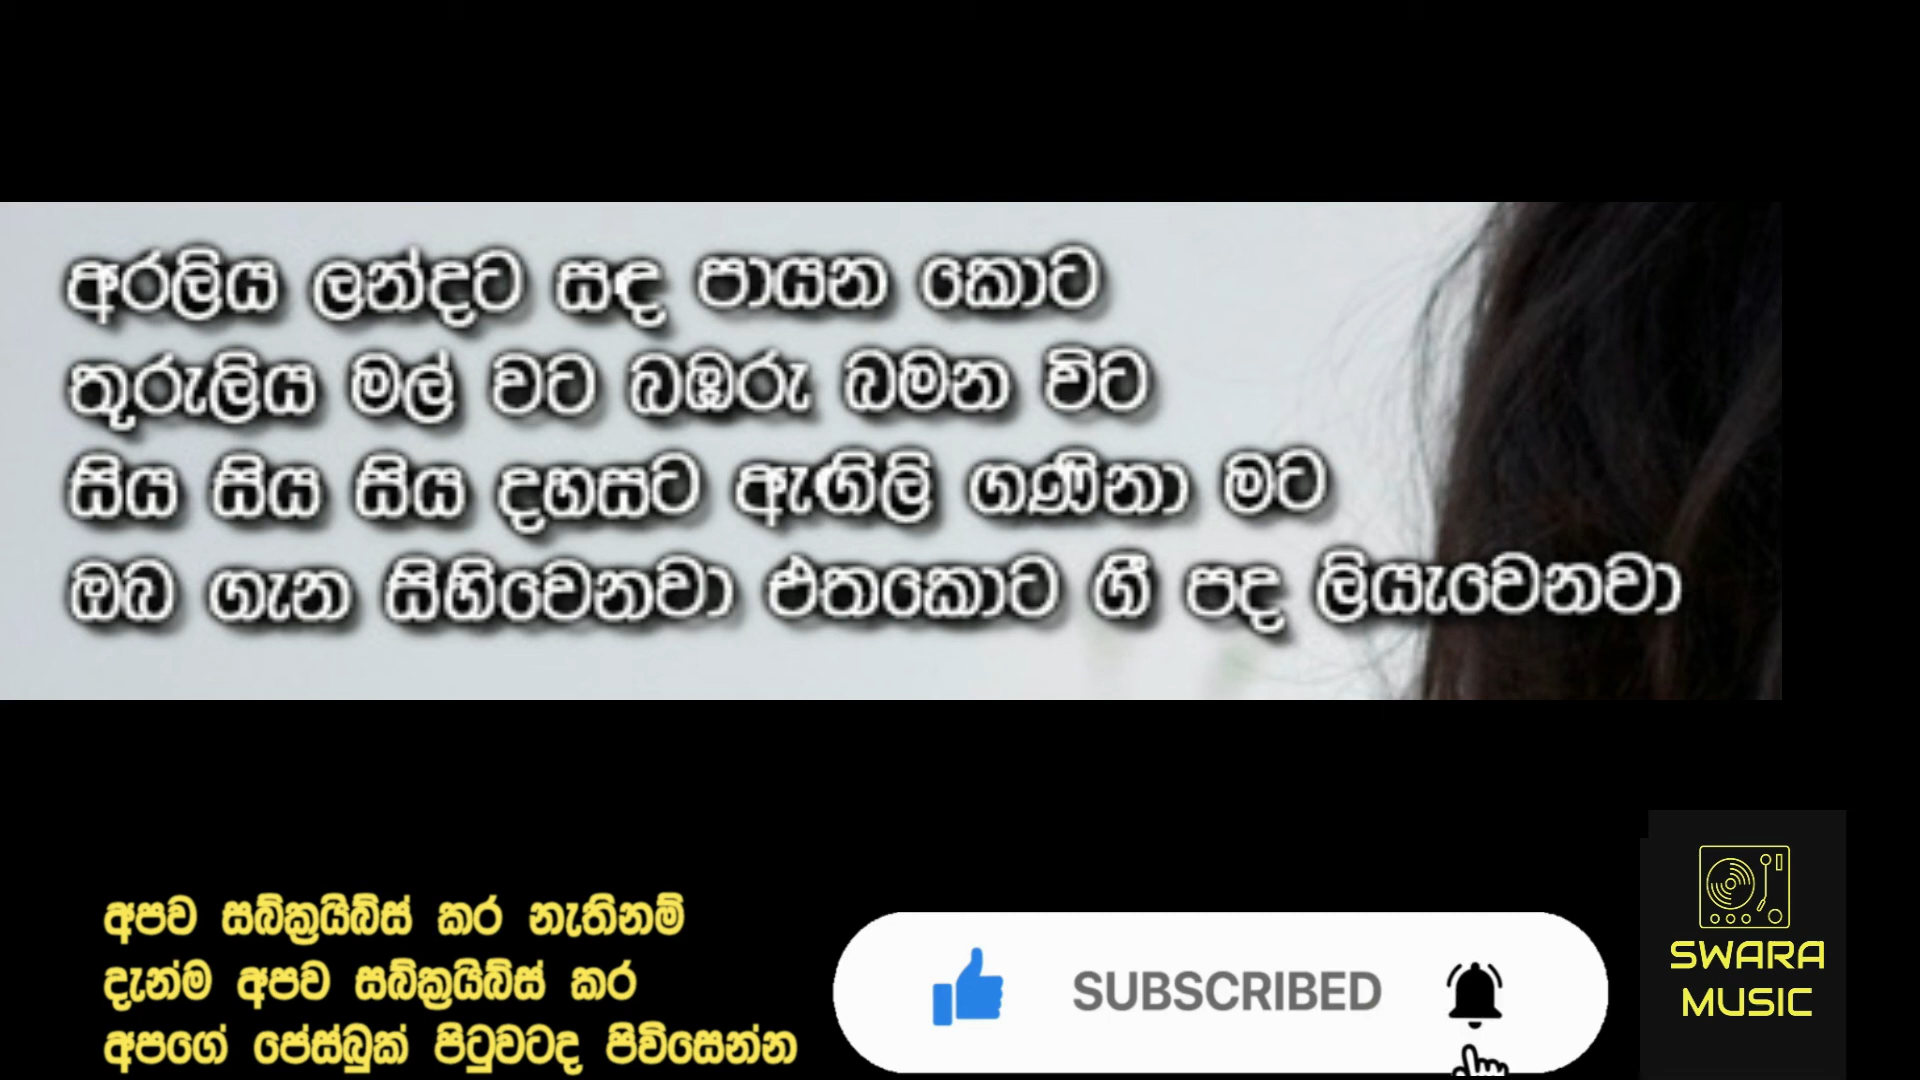 අරලිය ලන්දට සඳ පායන කොට
තුරුලිය මල් වට බඹරු බමන විට
සිය සිය සිය දහසට ඇඟිලි ගණිනා මට
ඔබ ගැන සිහිවෙනවා එතකොට ගී පද ලියැවෙනවා
අපව සබ්ක්‍රයිබ්ස් කර නැතිනම්
දැන්ම අපව සබ්ක්‍රයිබ්ස් කර
අපගේ පේස්බුක් පිටුවටද පිවිසෙන්න
SUBSCRIBED
SWARA
MUSIC